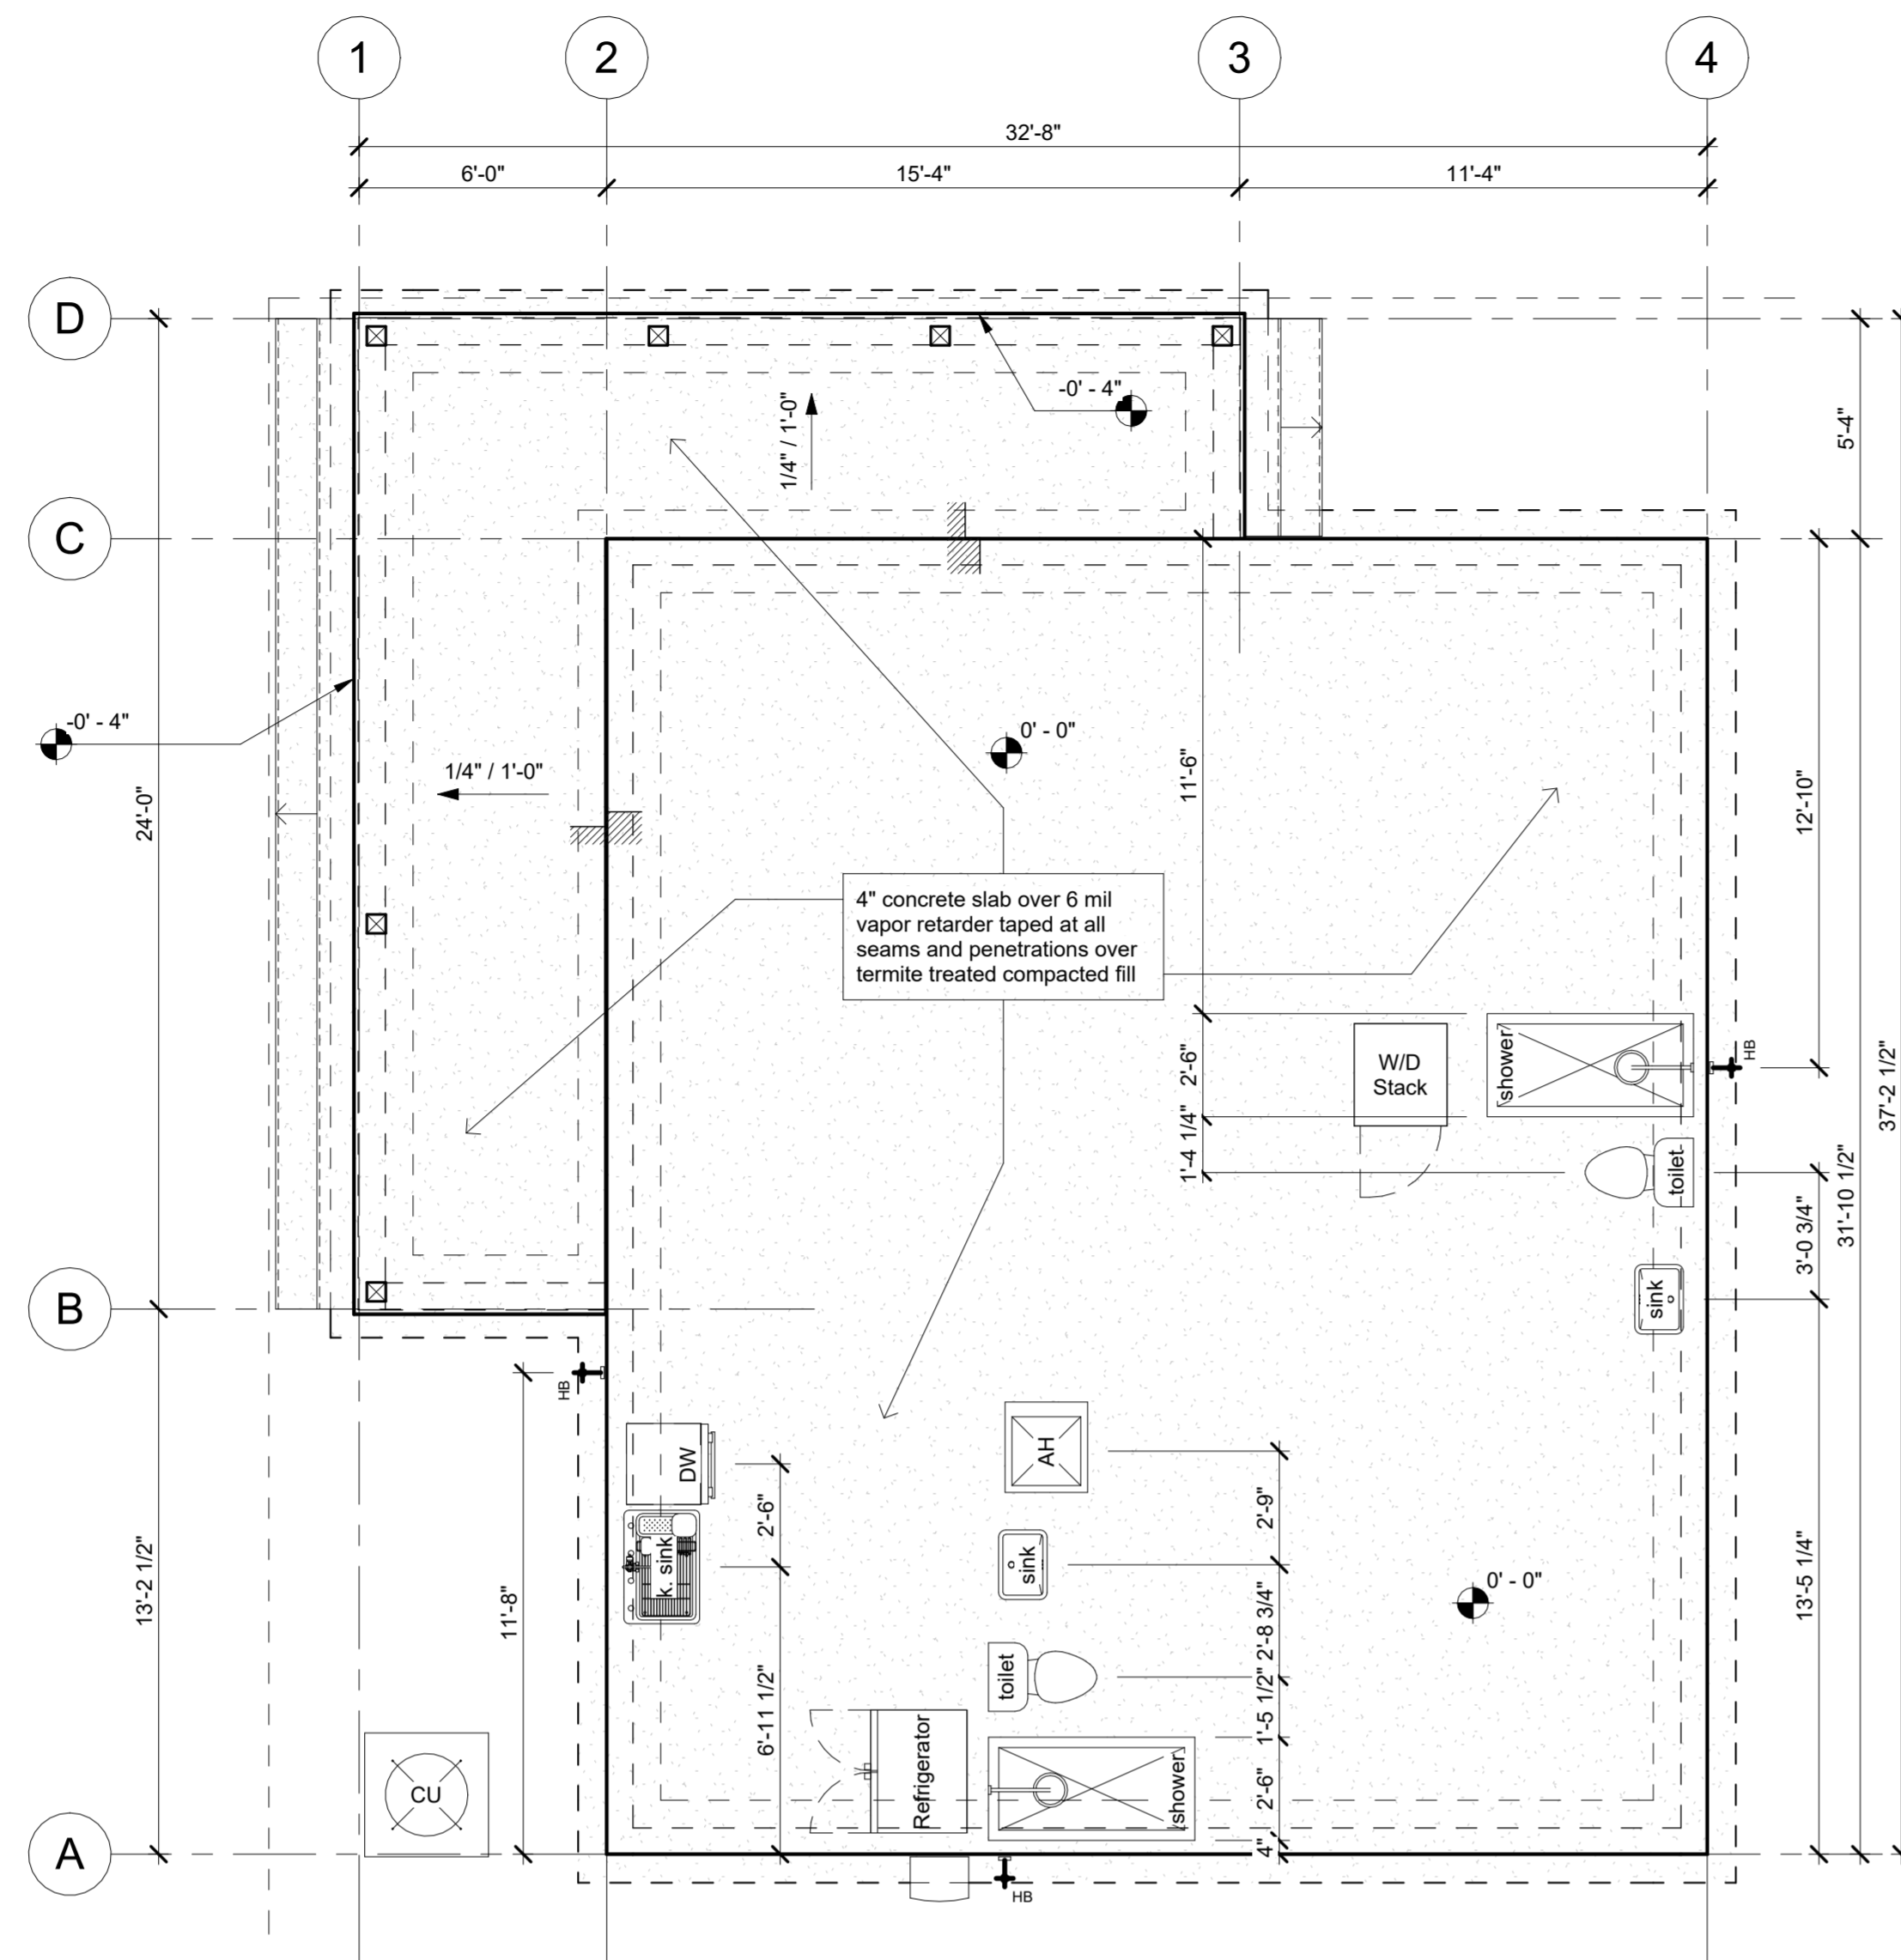 1
2
3
4
32'-8"
6'-0"
15'-4"
11'-4"
D
-0' - 4"
1/4" / 1'-0"
5'-4"
C
-0' - 4"
0' - 0"
1/4" / 1'-0"
11'-6"
12'-10"
24'-0"
4" concrete slab over 6 mil
vapor retarder taped at all
seams and penetrations over
termite treated compacted fill
W/D
Stack
shower
HB
2'-6"
1'-4 1/4"
toilet
37'-2 1/2"
31'-10 1/2"
3'-0 3/4"
sink
B
HB
DW
AH
2'-6"
2'-9"
k. sink
sink
0' - 0"
13'-2 1/2"
11'-8"
13'-5 1/4"
2'-8 3/4"
toilet
6'-11 1/2"
1'-5 1/2"
Refrigerator
shower
2'-6"
CU
4"
A
HB